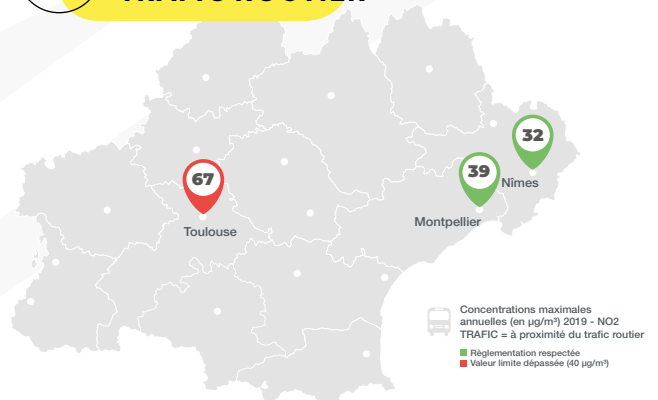 32
39
67
Nîmes
Montpellier
Toulouse
Concentrations maximales
annuelles (en µg/m³) 2019 - NO2
TRAFIC = à proximité du trafic routier
Règlementation respectée
Valeur limite dépassée (40 µg/m³)